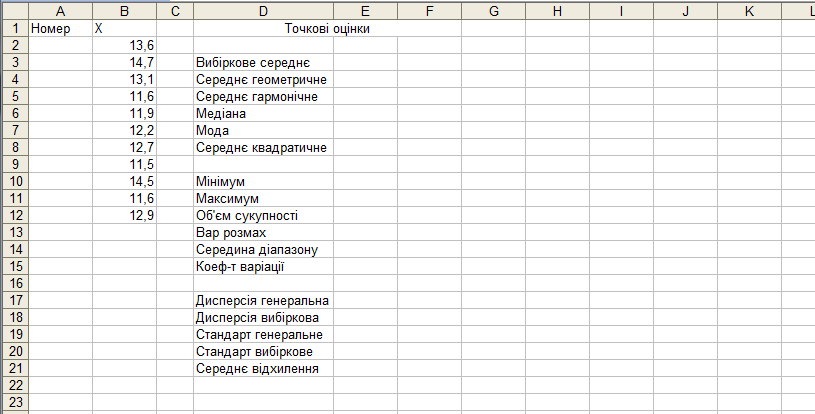 A B C D E F G H I J K L
1 Номер X Точкові оцінки
2 13,6
3 14,7 Вибіркове середнє
4 13,1 Середнє геометричне
5 11,6 Середнє гармонічне
6 11,9 Медіана
7 12,2 Мода
8 12,7 Середнє квадратичне
9 11,5
10 14,5 Мінімум
11 11,6 Максимум
12 12,9 Об'єм сукупності
13 Вар розмах
14 Середина діапазону
15 Коеф-т варіації
16
17 Дисперсія генеральна
18 Дисперсія вибіркова
19 Стандарт генеральне
20 Стандарт вибіркове
21 Середнє відхилення
22
23